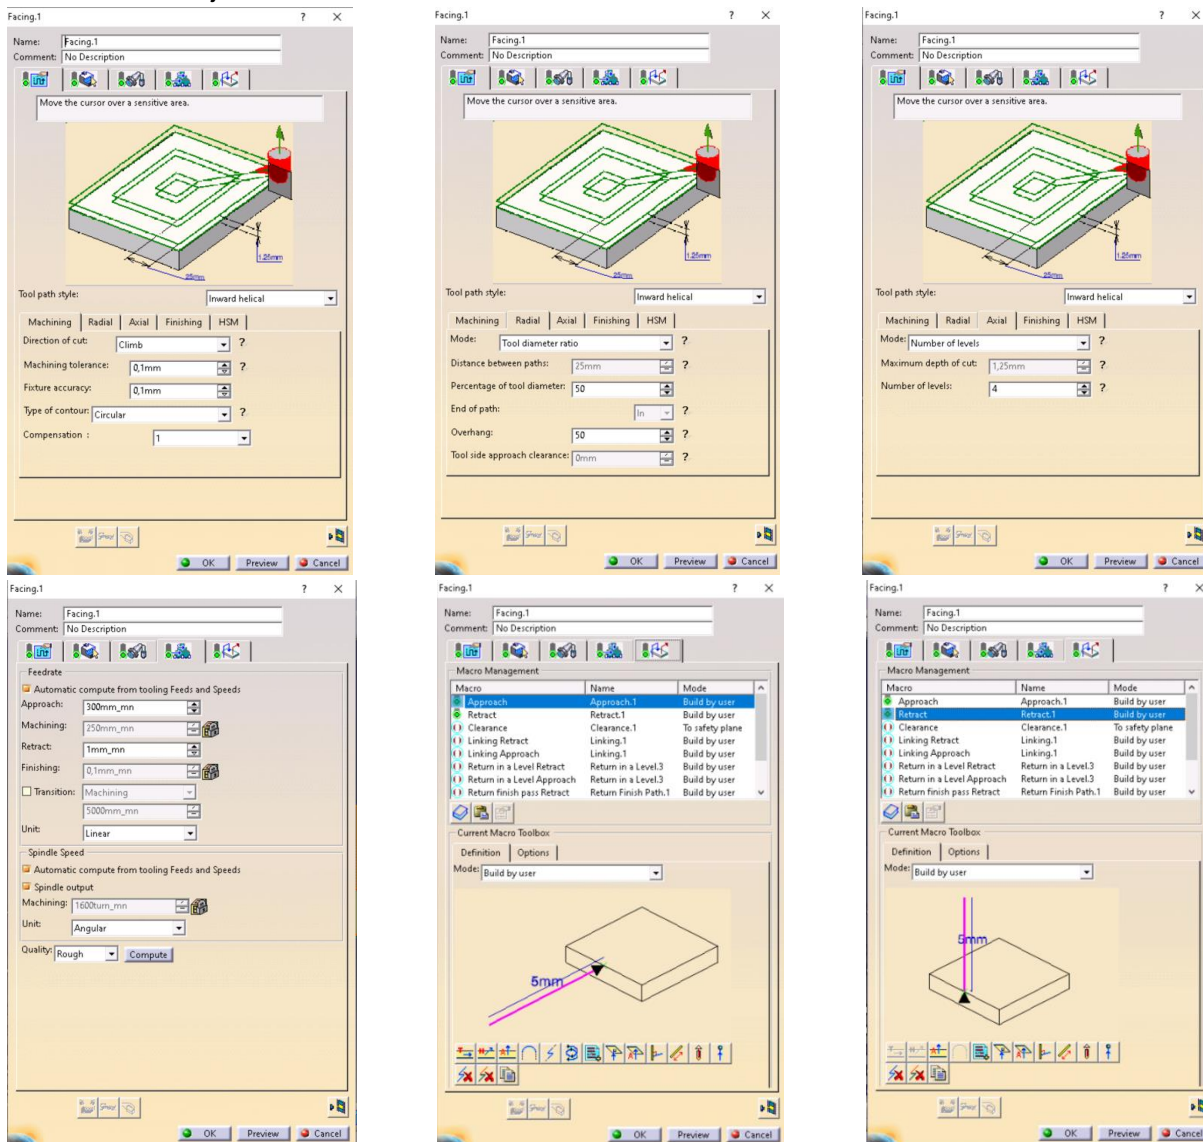 Facing.1 ? ×
Name: Facing.1
Comment: No Description
Move the cursor over a sensitive area.
1.25mm
25mm
Tool path style: Inward helical
Machining Radial Axial Finishing HSM
Direction of cut: Climb ?
Machining tolerance: 0,1mm ?
Fixture accuracy: 0,1mm
Type of contour: Circular ?
Compensation : 1
OK Preview Cancel
Facing.1 ? ×
Name: Facing.1
Comment: No Description
Move the cursor over a sensitive area.
1.25mm
25mm
Tool path style: Inward helical
Machining Radial Axial Finishing HSM
Mode: Tool diameter ratio ?
Distance between paths: 25mm ?
Percentage of tool diameter: 50 ?
End of path: In ?
Overhang: 50 ?
Tool side approach clearance: 0mm ?
OK Preview Cancel
Facing.1 ? ×
Name: Facing.1
Comment: No Description
Move the cursor over a sensitive area.
1.25mm
25mm
Tool path style: Inward helical
Machining Radial Axial Finishing HSM
Mode: Number of levels ?
Maximum depth of cut: 1,25mm ?
Number of levels: 4 ?
OK Preview Cancel
Facing.1 ? ×
Name: Facing.1
Comment: No Description
Feedrate
Automatic compute from tooling Feeds and Speeds
Approach: 300mm_mn
Machining: 250mm_mn
Retract: 1mm_mn
Finishing: 0,1mm_mn
Transition: Machining
5000mm_mn
Unit: Linear
Spindle Speed
Automatic compute from tooling Feeds and Speeds
Spindle output
Machining: 1600turn_mn
Unit: Angular
Quality: Rough Compute
OK Preview Cancel
Facing.1 ? ×
Name: Facing.1
Comment: No Description
Macro Management
Macro Name Mode
Approach Approach.1 Build by user
Retract Retract.1 Build by user
Clearance Clearance.1 To safety plane
Linking Retract Linking.1 Build by user
Linking Approach Linking.1 Build by user
Return in a Level Retract Return in a Level.3 Build by user
Return in a Level Approach Return in a Level.3 Build by user
Return finish pass Retract Return Finish Path.1 Build by user
Current Macro Toolbox
Definition Options
Mode: Build by user
5mm
OK Preview Cancel
Facing.1 ? ×
Name: Facing.1
Comment: No Description
Macro Management
Macro Name Mode
Approach Approach.1 Build by user
Retract Retract.1 Build by user
Clearance Clearance.1 To safety plane
Linking Retract Linking.1 Build by user
Linking Approach Linking.1 Build by user
Return in a Level Retract Return in a Level.3 Build by user
Return in a Level Approach Return in a Level.3 Build by user
Return finish pass Retract Return Finish Path.1 Build by user
Current Macro Toolbox
Definition Options
Mode: Build by user
5mm
OK Preview Cancel